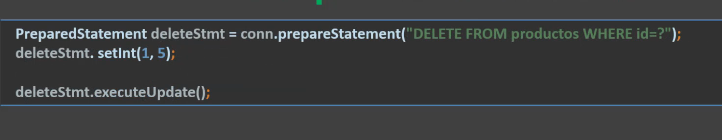 PreparedStatement deleteStmt = conn.prepareStatement("DELETE FROM productos WHERE id=?");
deleteStmt. setInt(1, 5);
deleteStmt.executeUpdate();